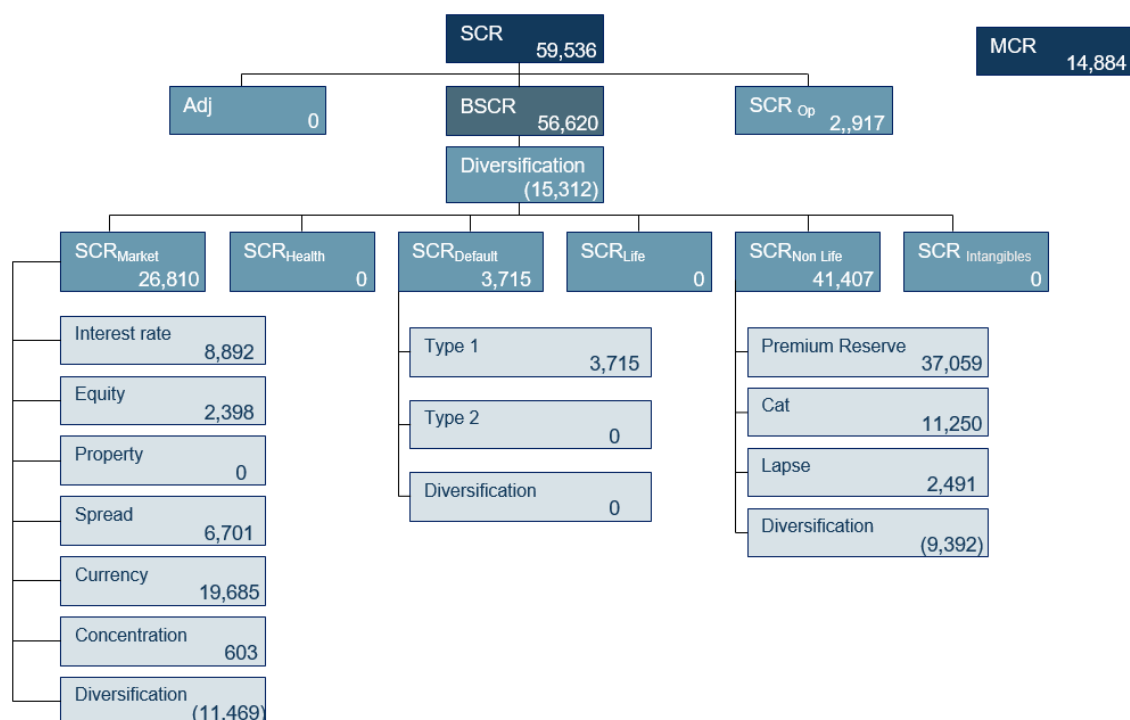 SCR
59,536
MCR
14,884
Adj
0
BSCR
56,620
SCR Op
2,,917
Diversification
(15,312)
SCRMarket
26,810
SCRHealth
0
SCRDefault
3,715
SCRLife
0
SCRNon Life
41,407
SCR Intangibles
0
Interest rate
8,892
Equity
2,398
Property
0
Spread
6,701
Currency
19,685
Concentration
603
Diversification
(11,469)
Type 1
3,715
Type 2
0
Diversification
0
Premium Reserve
37,059
Cat
11,250
Lapse
2,491
Diversification
(9,392)